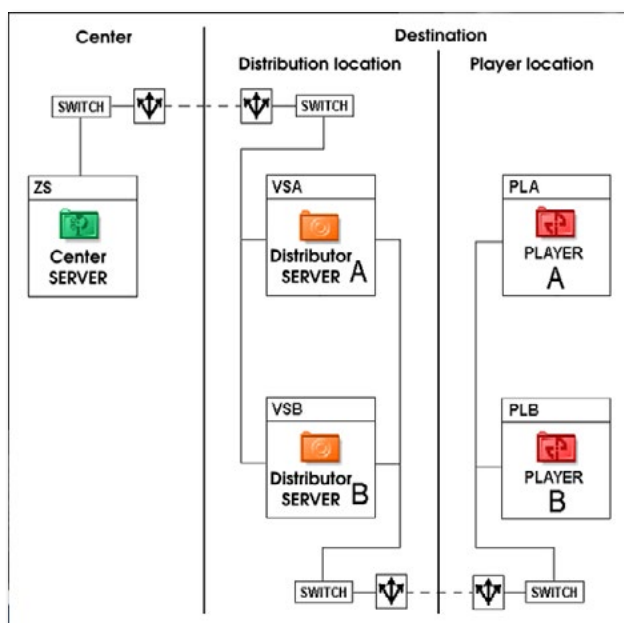 Center
Destination
Distribution location
Player location
SWITCH
SWITCH
ZS
Center
SERVER
VSA
Distributor
SERVER A
PLA
PLAYER
A
VSB
Distributor
SERVER B
PLB
PLAYER
B
SWITCH
SWITCH